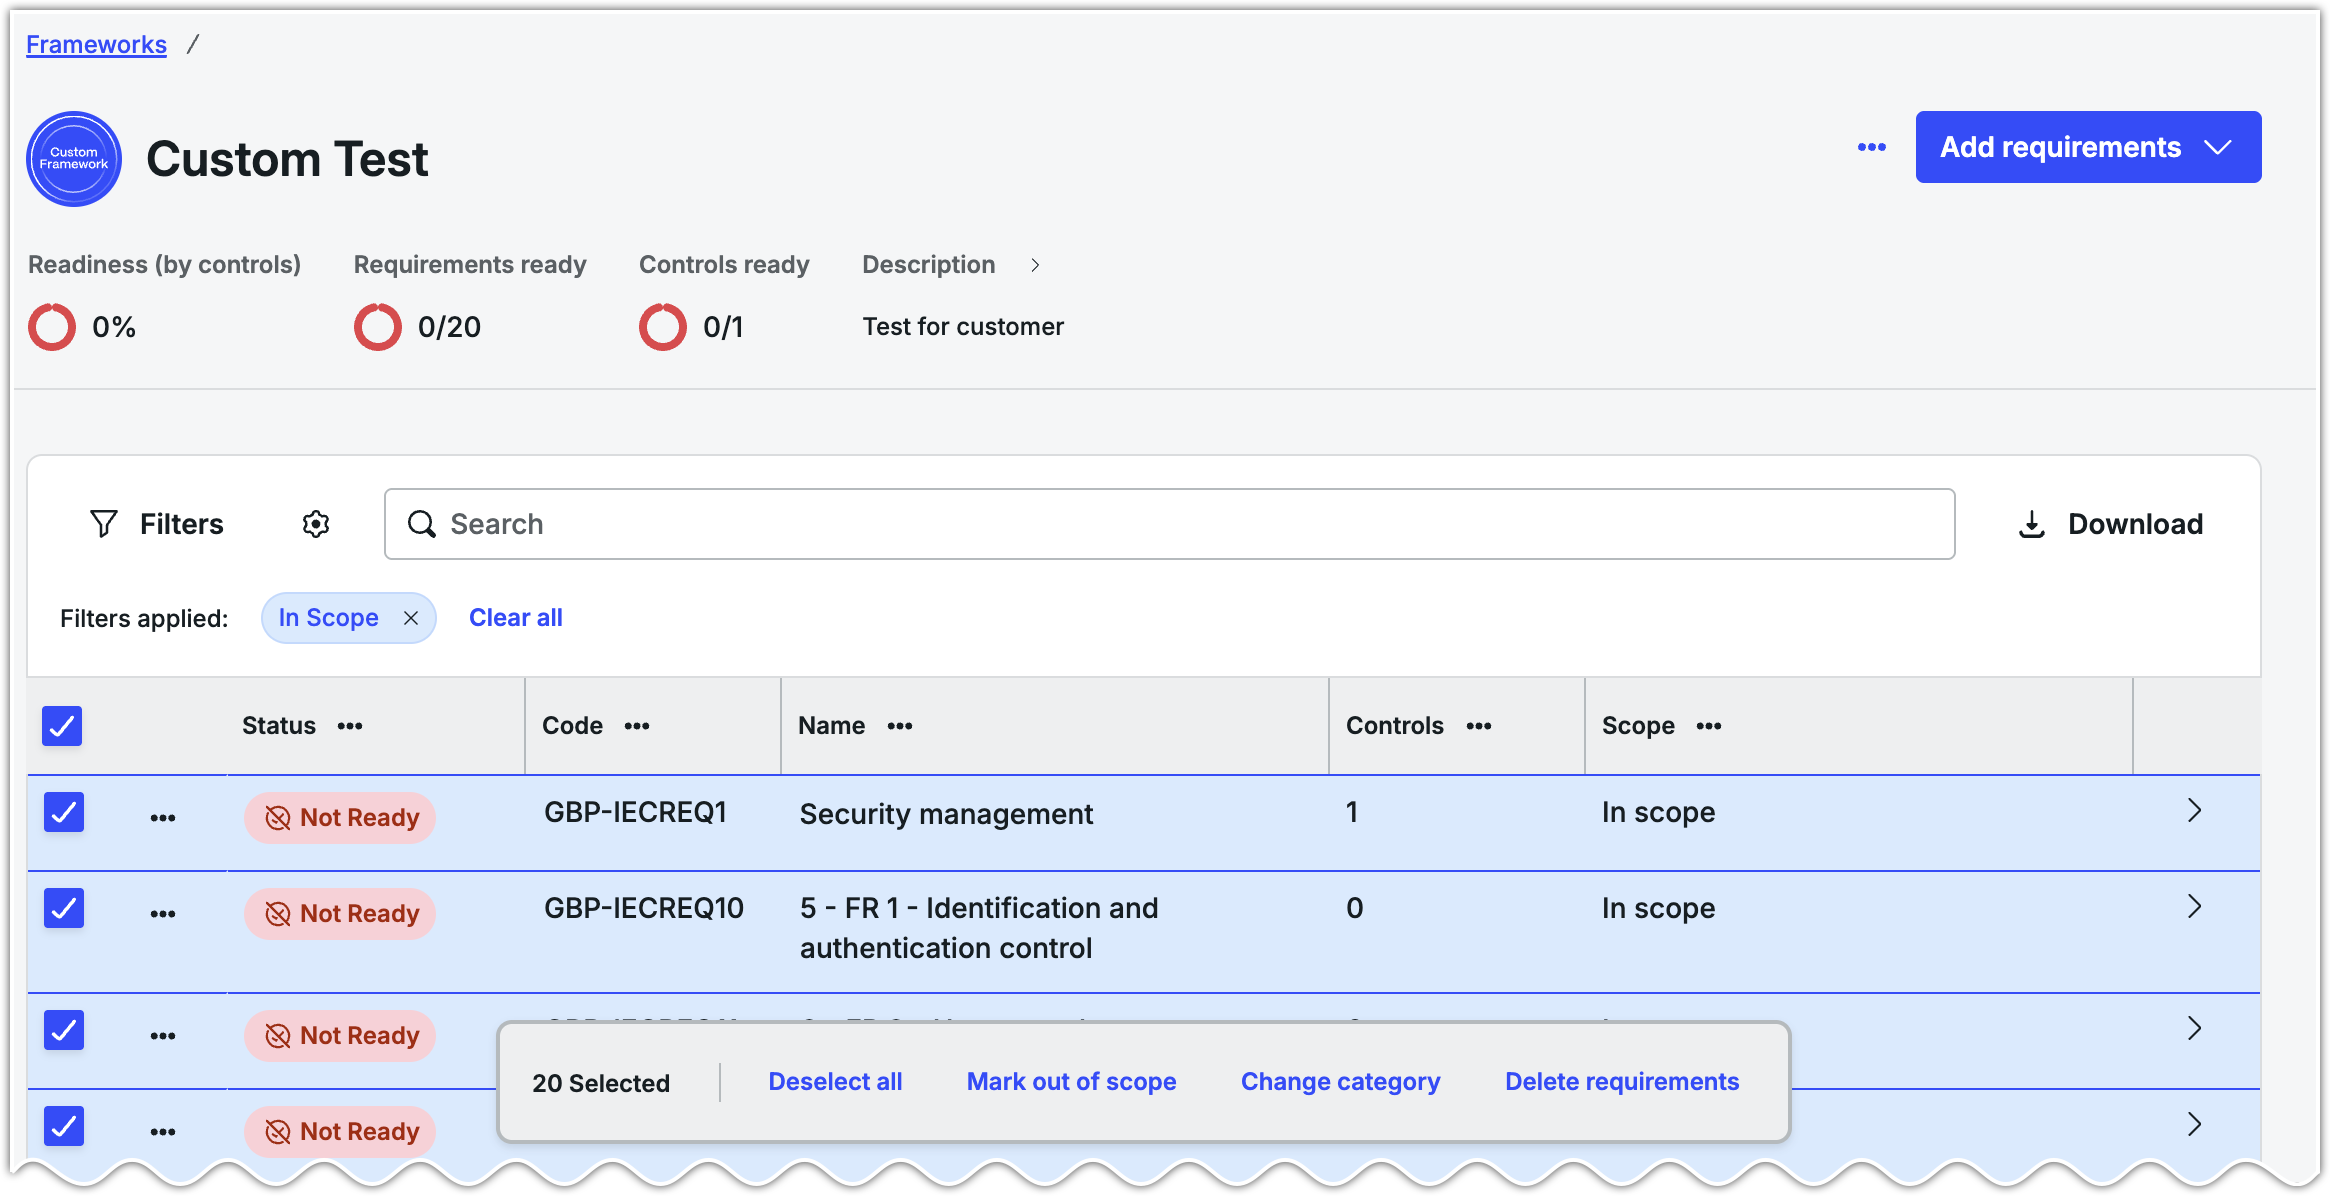 Frameworks /
Custom
Framework
Custom Test
Add requirements
Readiness (by controls) Requirements ready Controls ready Description
0% 0/20 0/1 Test for customer
Filters Search Download
Filters applied: In Scope Clear all
Status Code Name Controls Scope
Not Ready GBP-IECREQ1 Security management 1 In scope
Not Ready GBP-IECREQ10 5 - FR 1 - Identification and 0 In scope
authentication control
Not Ready
20 Selected Deselect all Mark out of scope Change category Delete requirements
Not Ready